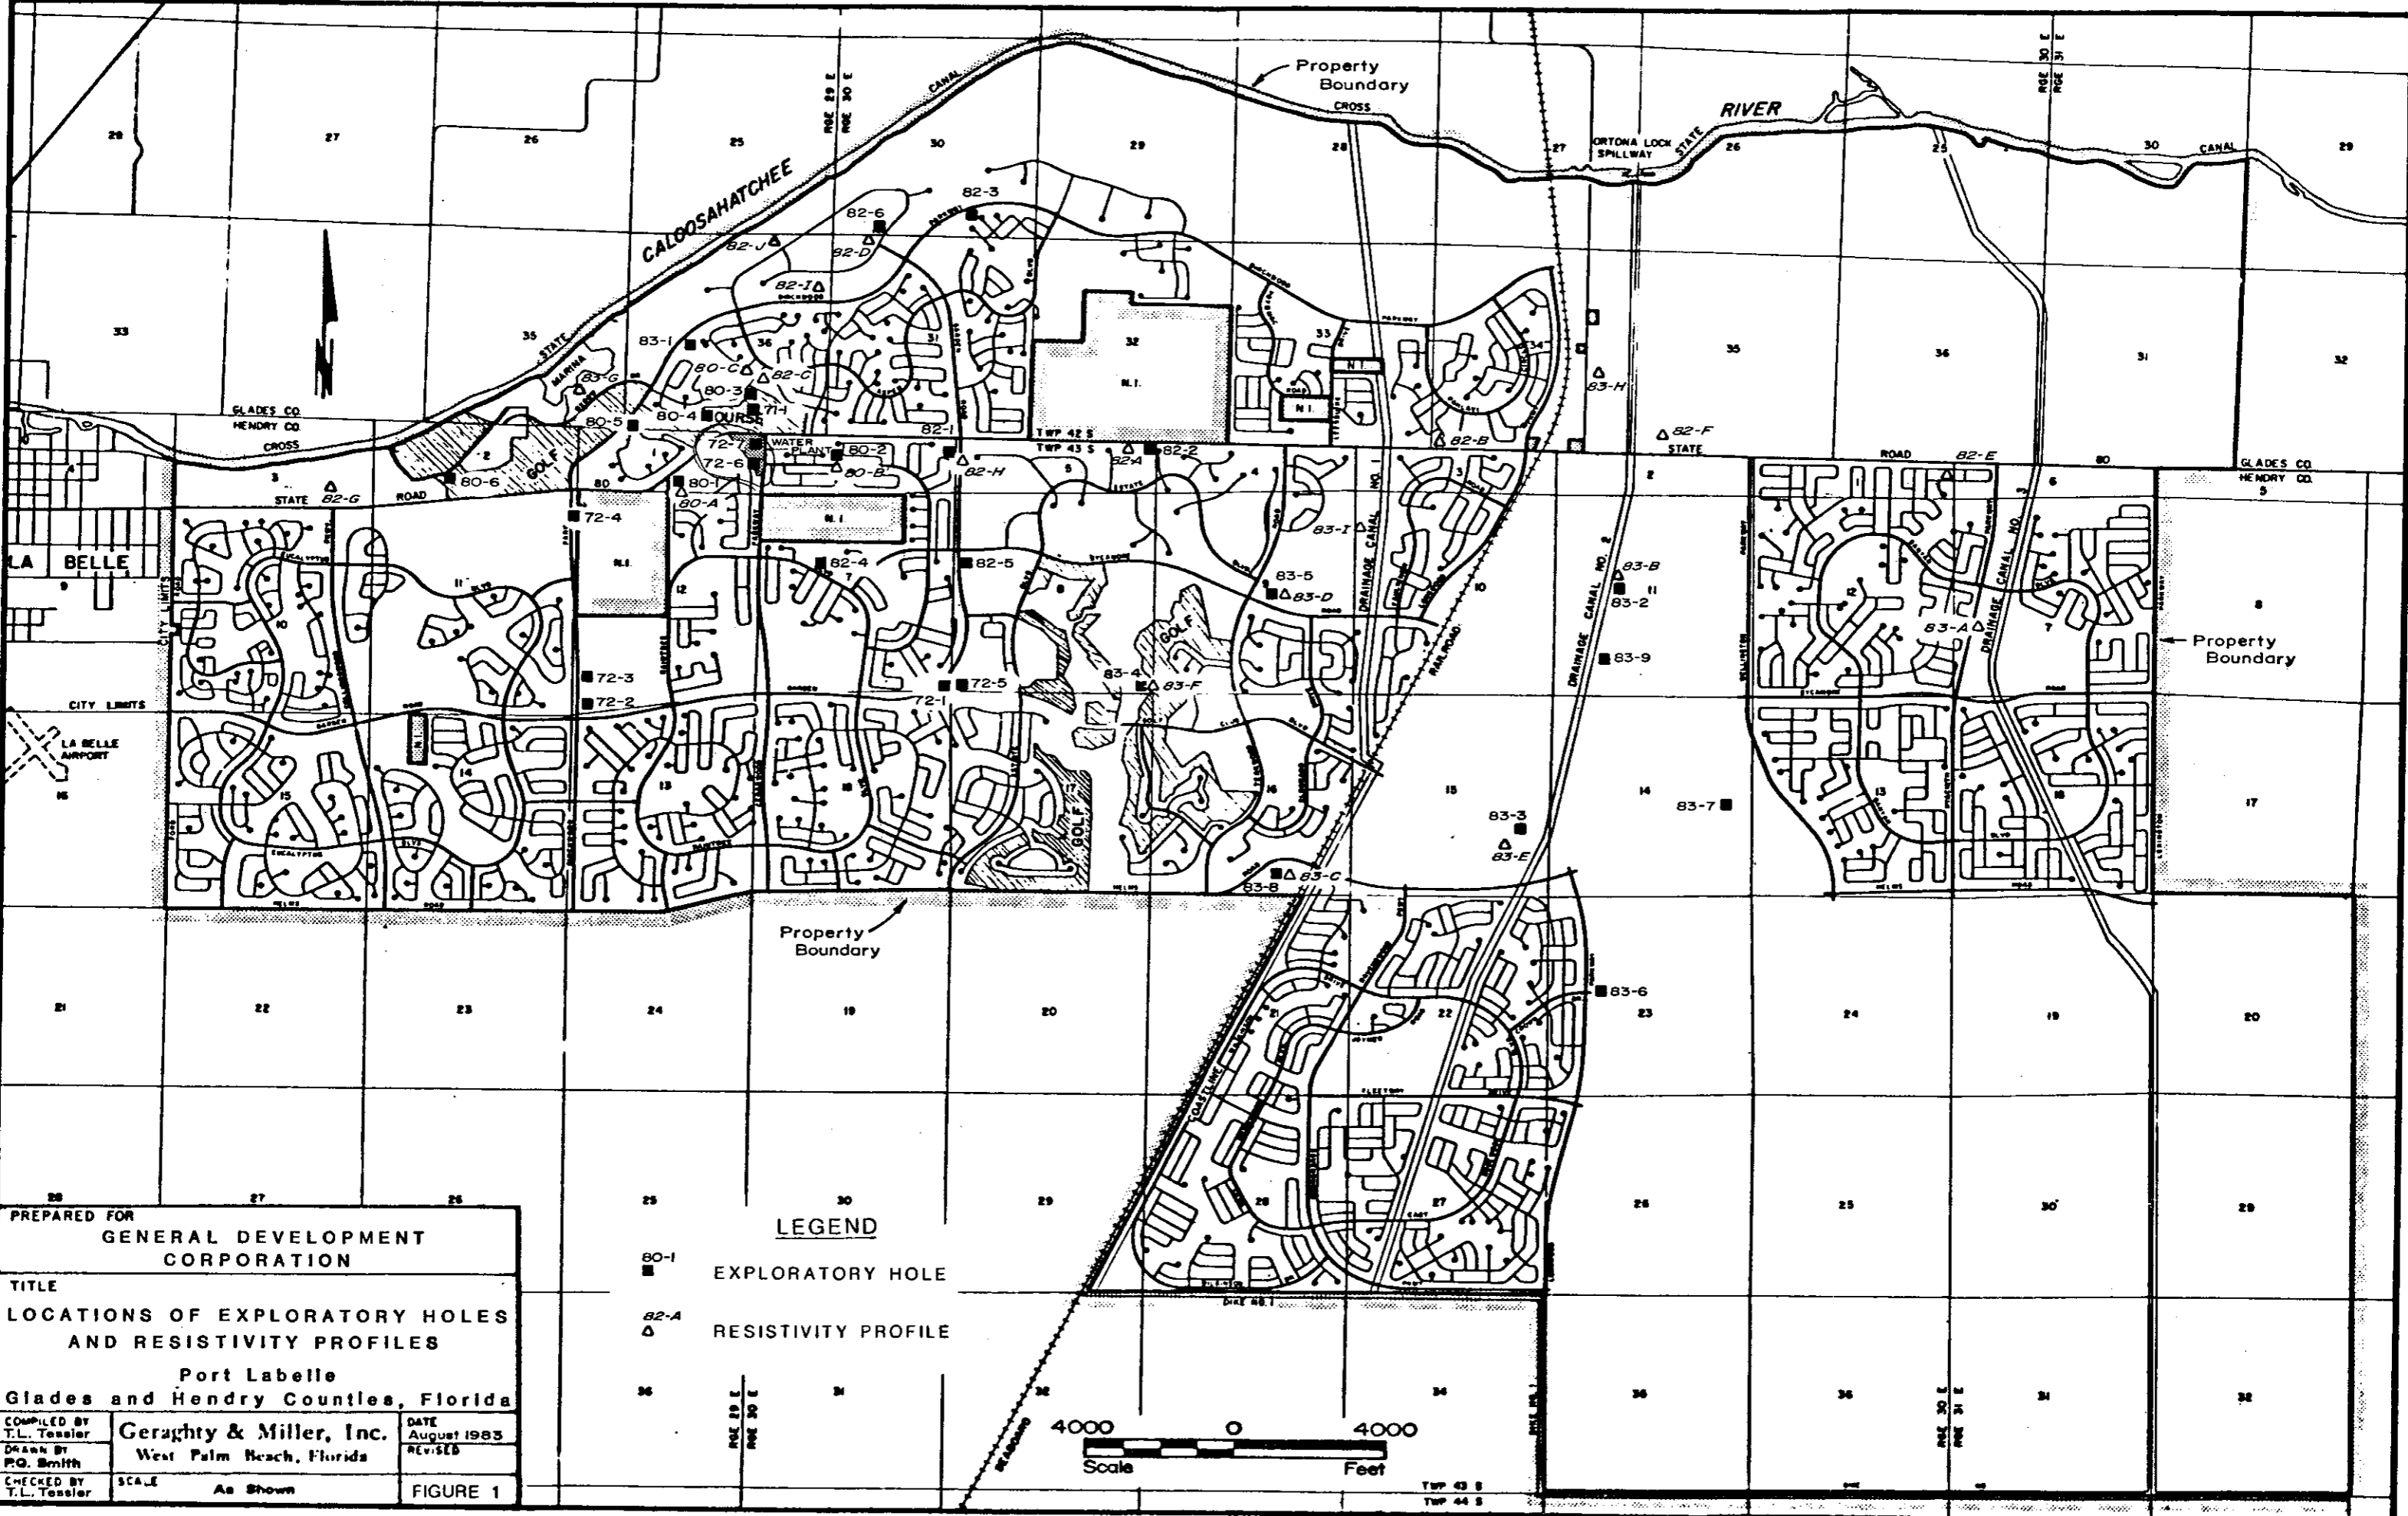 Property
Boundary
CROSS
RIVER
STATE
ORTONA LOCK
SPILLWAY
CANAL
CANAL
RGE 29 E
RGE 30 E
RGE 30 E
RGE 31 E
28
27
26
25
30
29
28
27
26
25
30
29
CALOOSAHATCHEE
82-3
82-6
82-J
82-D
82-I
33
35
STATE
MARINA
83-G
83-1
36
31
32
N.I.
33
N.I.
34
35
36
31
32
80-C
82-C
80-3
80-4
71-1
80-5
72-7
WATER
PLANT
80-2
72-6
80-B
82-1
82-H
TWP 42 S
TWP 43 S
82-A
82-2
82-B
83-H
82-F
STATE
ROAD
82-E
80
GLADES CO.
HENDRY CO.
GLADES CO.
HENDRY CO.
CROSS
GOLF
80-6
STATE
82-G
ROAD
80
80-1
80-A
72-4
N.I.
N.I.
N.I.
83-I
DRAINAGE CANAL NO. 1
DRAINAGE CANAL NO. 2
DRAINAGE CANAL NO. 3
LA BELLE
CITY LIMITS
82-4
82-5
83-5
83-D
83-B
83-2
83-9
83-A
Property
Boundary
72-3
72-2
72-1
72-5
83-4
83-F
GOLF
GOLF
RAILROAD
CITY LIMITS
LA BELLE
AIRPORT
N.I.
83-7
83-3
83-E
83-8
83-C
Property
Boundary
21
22
23
24
19
20
21
22
83-6
23
24
19
20
COASTLINE
28
27
26
25
30
29
28
27
26
25
30
29
DIKE NO. 1
36
31
32
34
36
36
31
32
RGE 29 E
RGE 30 E
RGE 30 E
RGE 31 E
SEABOARD
TWP 43 S
TWP 44 S
LEGEND
80-1
EXPLORATORY HOLE
82-A
RESISTIVITY PROFILE
4000 0 4000
Scale Feet
PREPARED FOR
GENERAL DEVELOPMENT
CORPORATION
TITLE
LOCATIONS OF EXPLORATORY HOLES
AND RESISTIVITY PROFILES
Port Labelle
Glades and Hendry Counties, Florida
COMPILED BY
T.L. Tessler
DRAWN BY
P.O. Smith
CHECKED BY
T.L. Tessler
Geraghty & Miller, Inc.
West Palm Beach, Florida
SCALE
As Shown
DATE
August 1983
REVISED
FIGURE 1